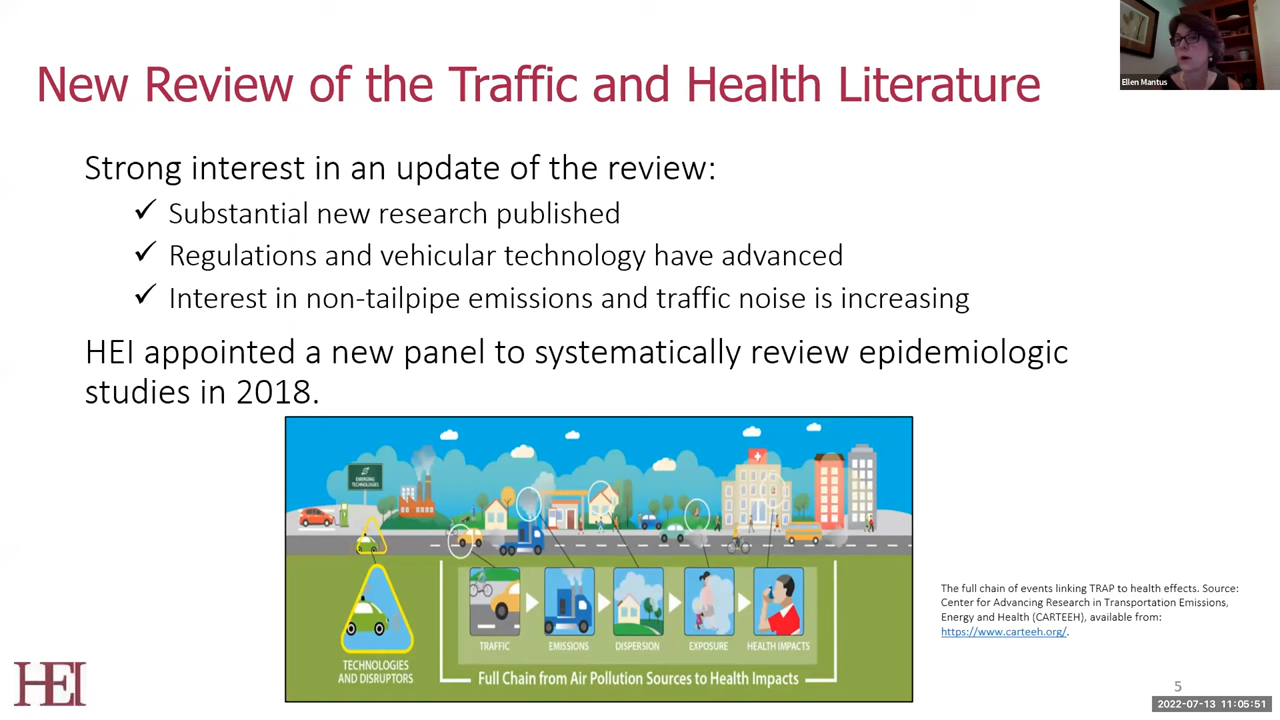 Ellen Mantus
New Review of the Traffic and Health Literature
Strong interest in an update of the review:
✓ Substantial new research published
✓ Regulations and vehicular technology have advanced
✓ Interest in non-tailpipe emissions and traffic noise is increasing
HEI appointed a new panel to systematically review epidemiologic
studies in 2018.
EMERGING
TECHNOLOGIES
TRAFFIC
EMISSIONS
DISPERSION
EXPOSURE
HEALTH IMPACTS
TECHNOLOGIES
AND DISRUPTORS
Full Chain from Air Pollution Sources to Health Impacts
The full chain of events linking TRAP to health effects. Source:
Center for Advancing Research in Transportation Emissions,
Energy and Health (CARTEEH), available from:
https://www.carteeh.org/.
HEI
5
2022-07-13 11:05:51